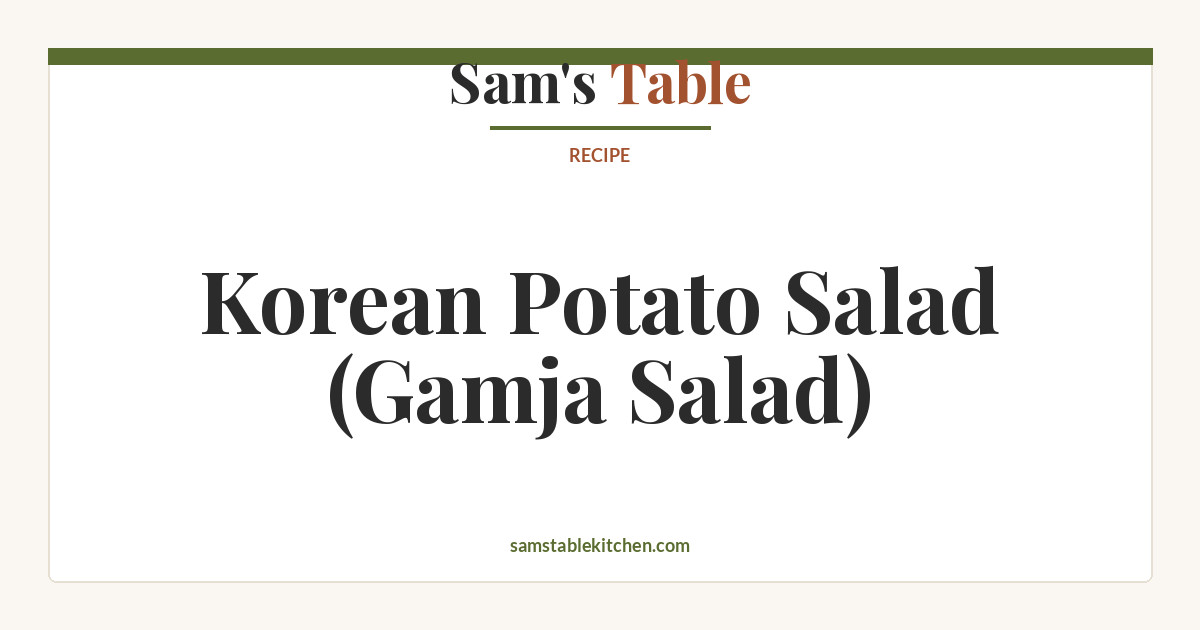 Sam's Table
RECIPE
Korean Potato Salad
(Gamja Salad)
samstablekitchen.com